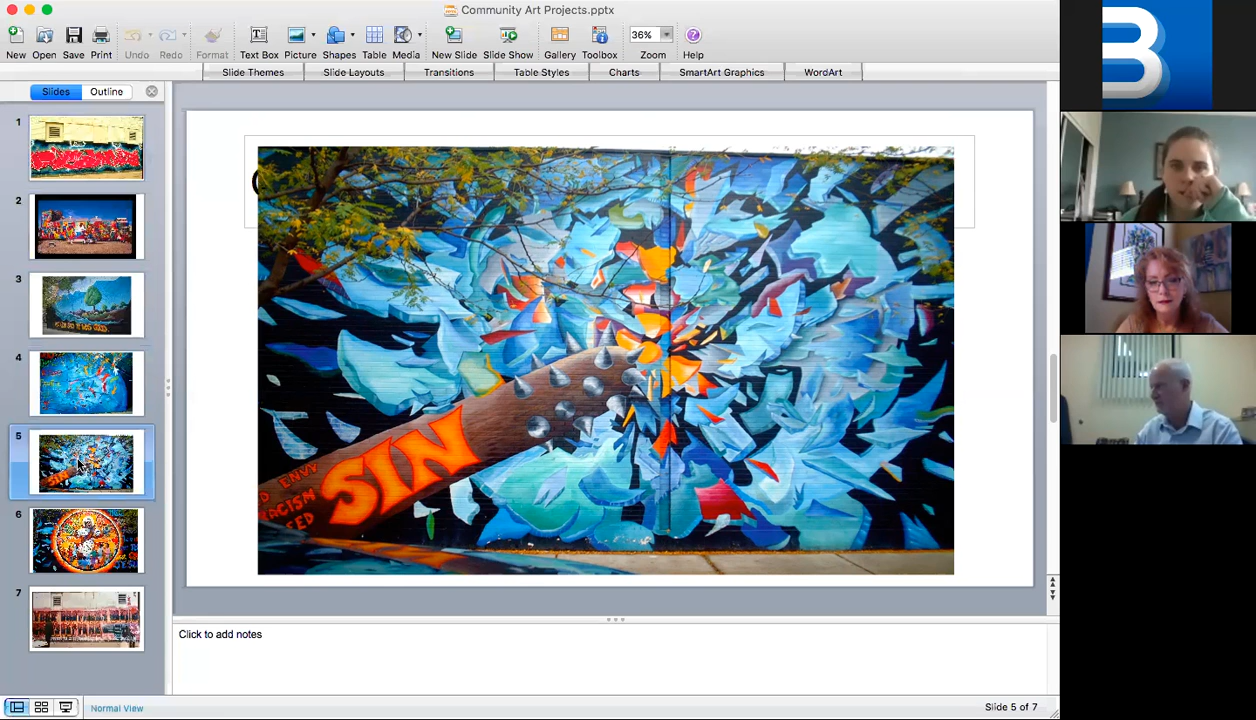 Community Art Projects.pptx
New Open Save Print Undo Redo Format Text Box Picture Shapes Table Media New Slide Slide Show Gallery 36% Zoom Toolbox Help
Slide Themes Slide Layouts Transitions Table Styles Charts SmartArt Graphics WordArt
Slides Outline
1
2
3
4
5
6
7
ENVY
RACISM
SIN
Click to add notes
Normal View
Slide 5 of 7
B